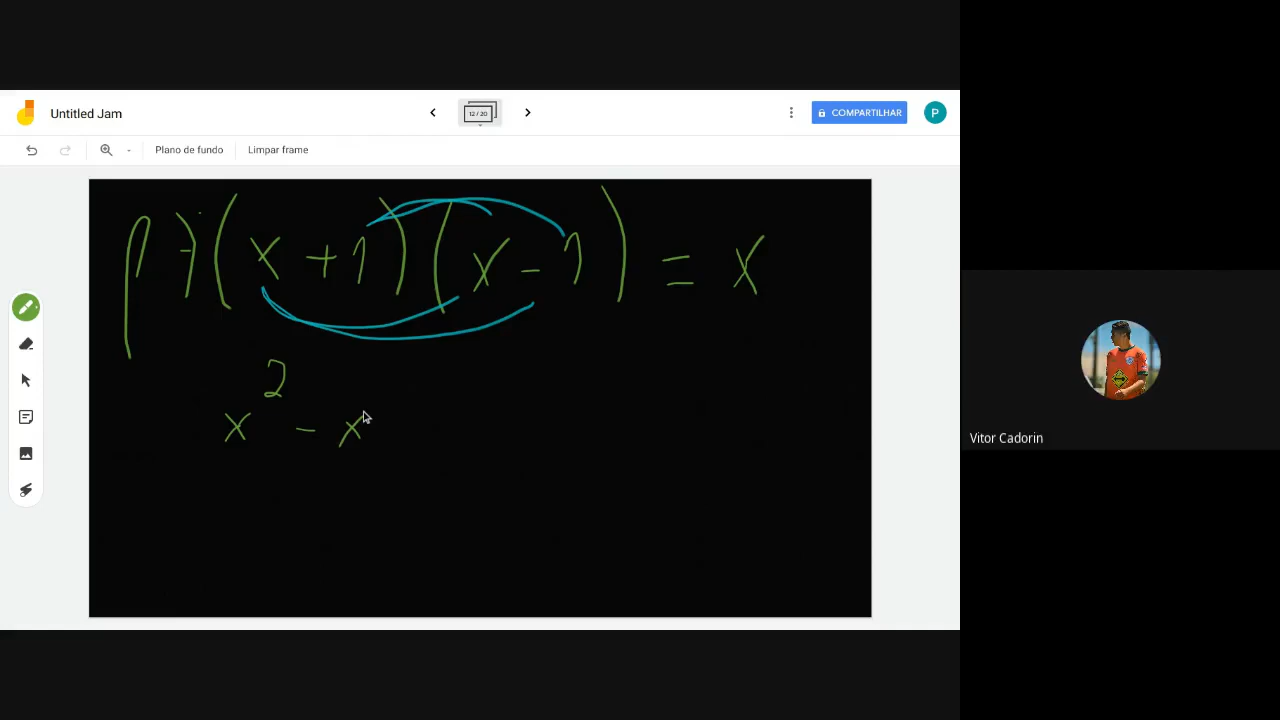 Untitled Jam
12 / 20
COMPARTILHAR
P
Plano de fundo
Limpar frame
(x + 1)(x - 1) = x
x² - x
Vitor Cadorin